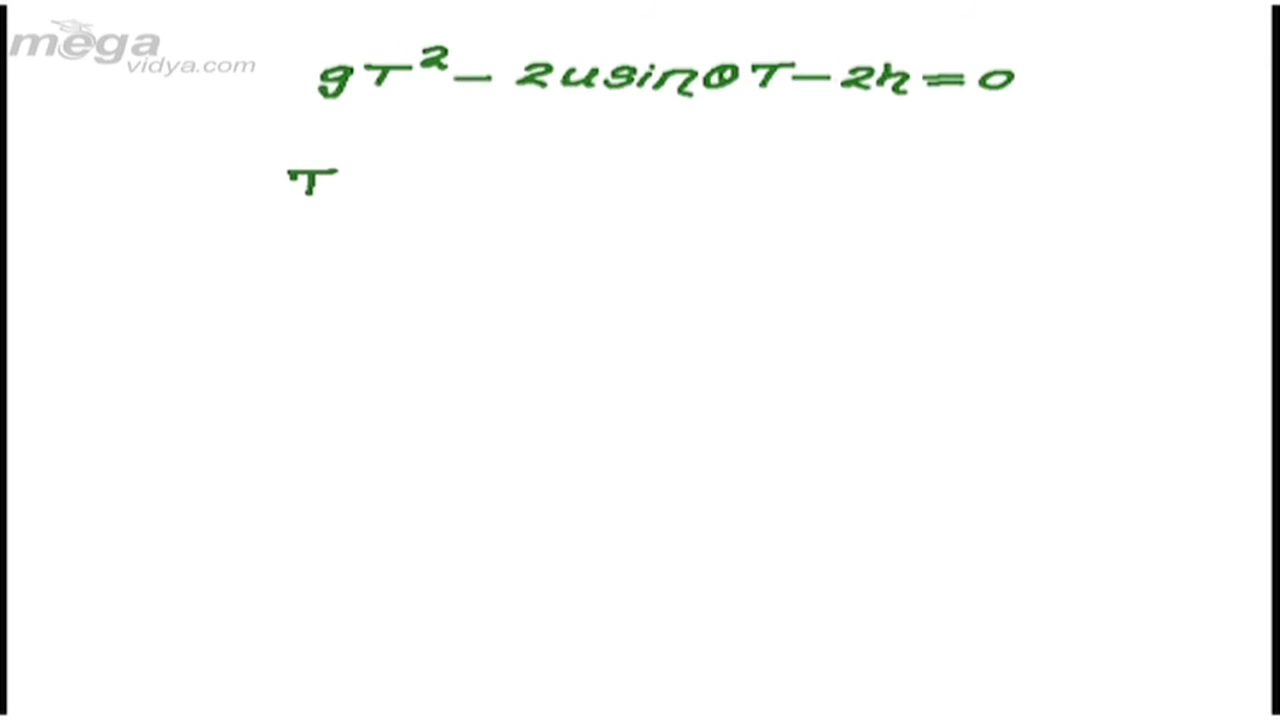 mega
vidya.com
gT² - 2usinθT - 2h = 0
T